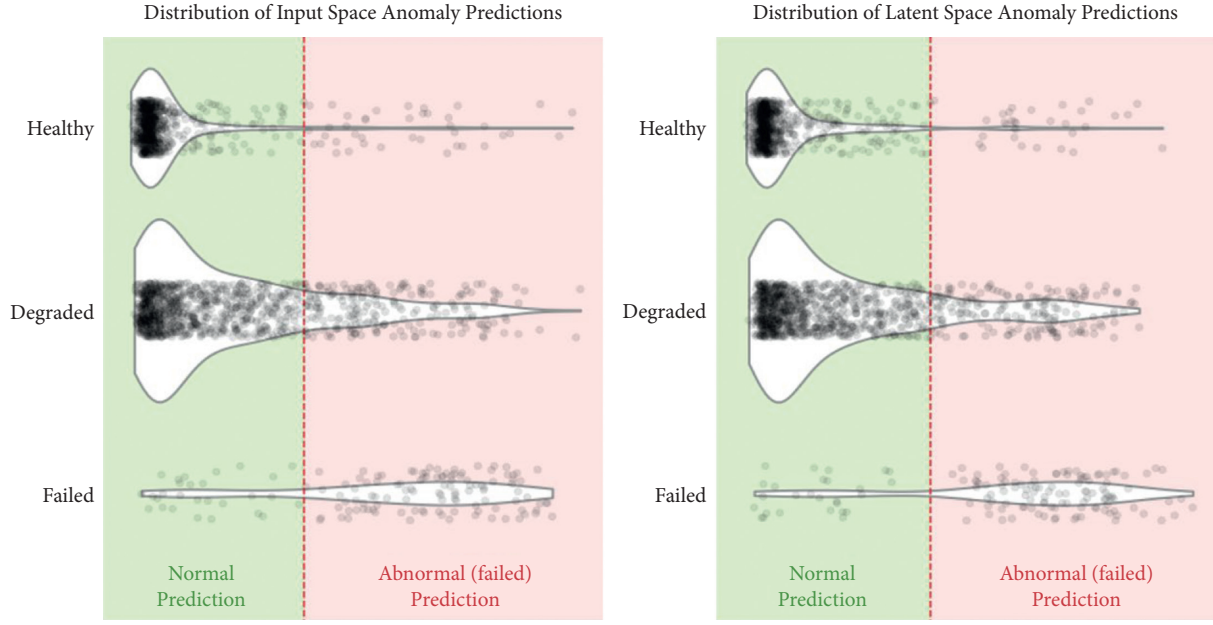 Distribution of Input Space Anomaly Predictions
Healthy
Degraded
Failed
Normal
Prediction
Abnormal (failed)
Prediction
Distribution of Latent Space Anomaly Predictions
Healthy
Degraded
Failed
Normal
Prediction
Abnormal (failed)
Prediction